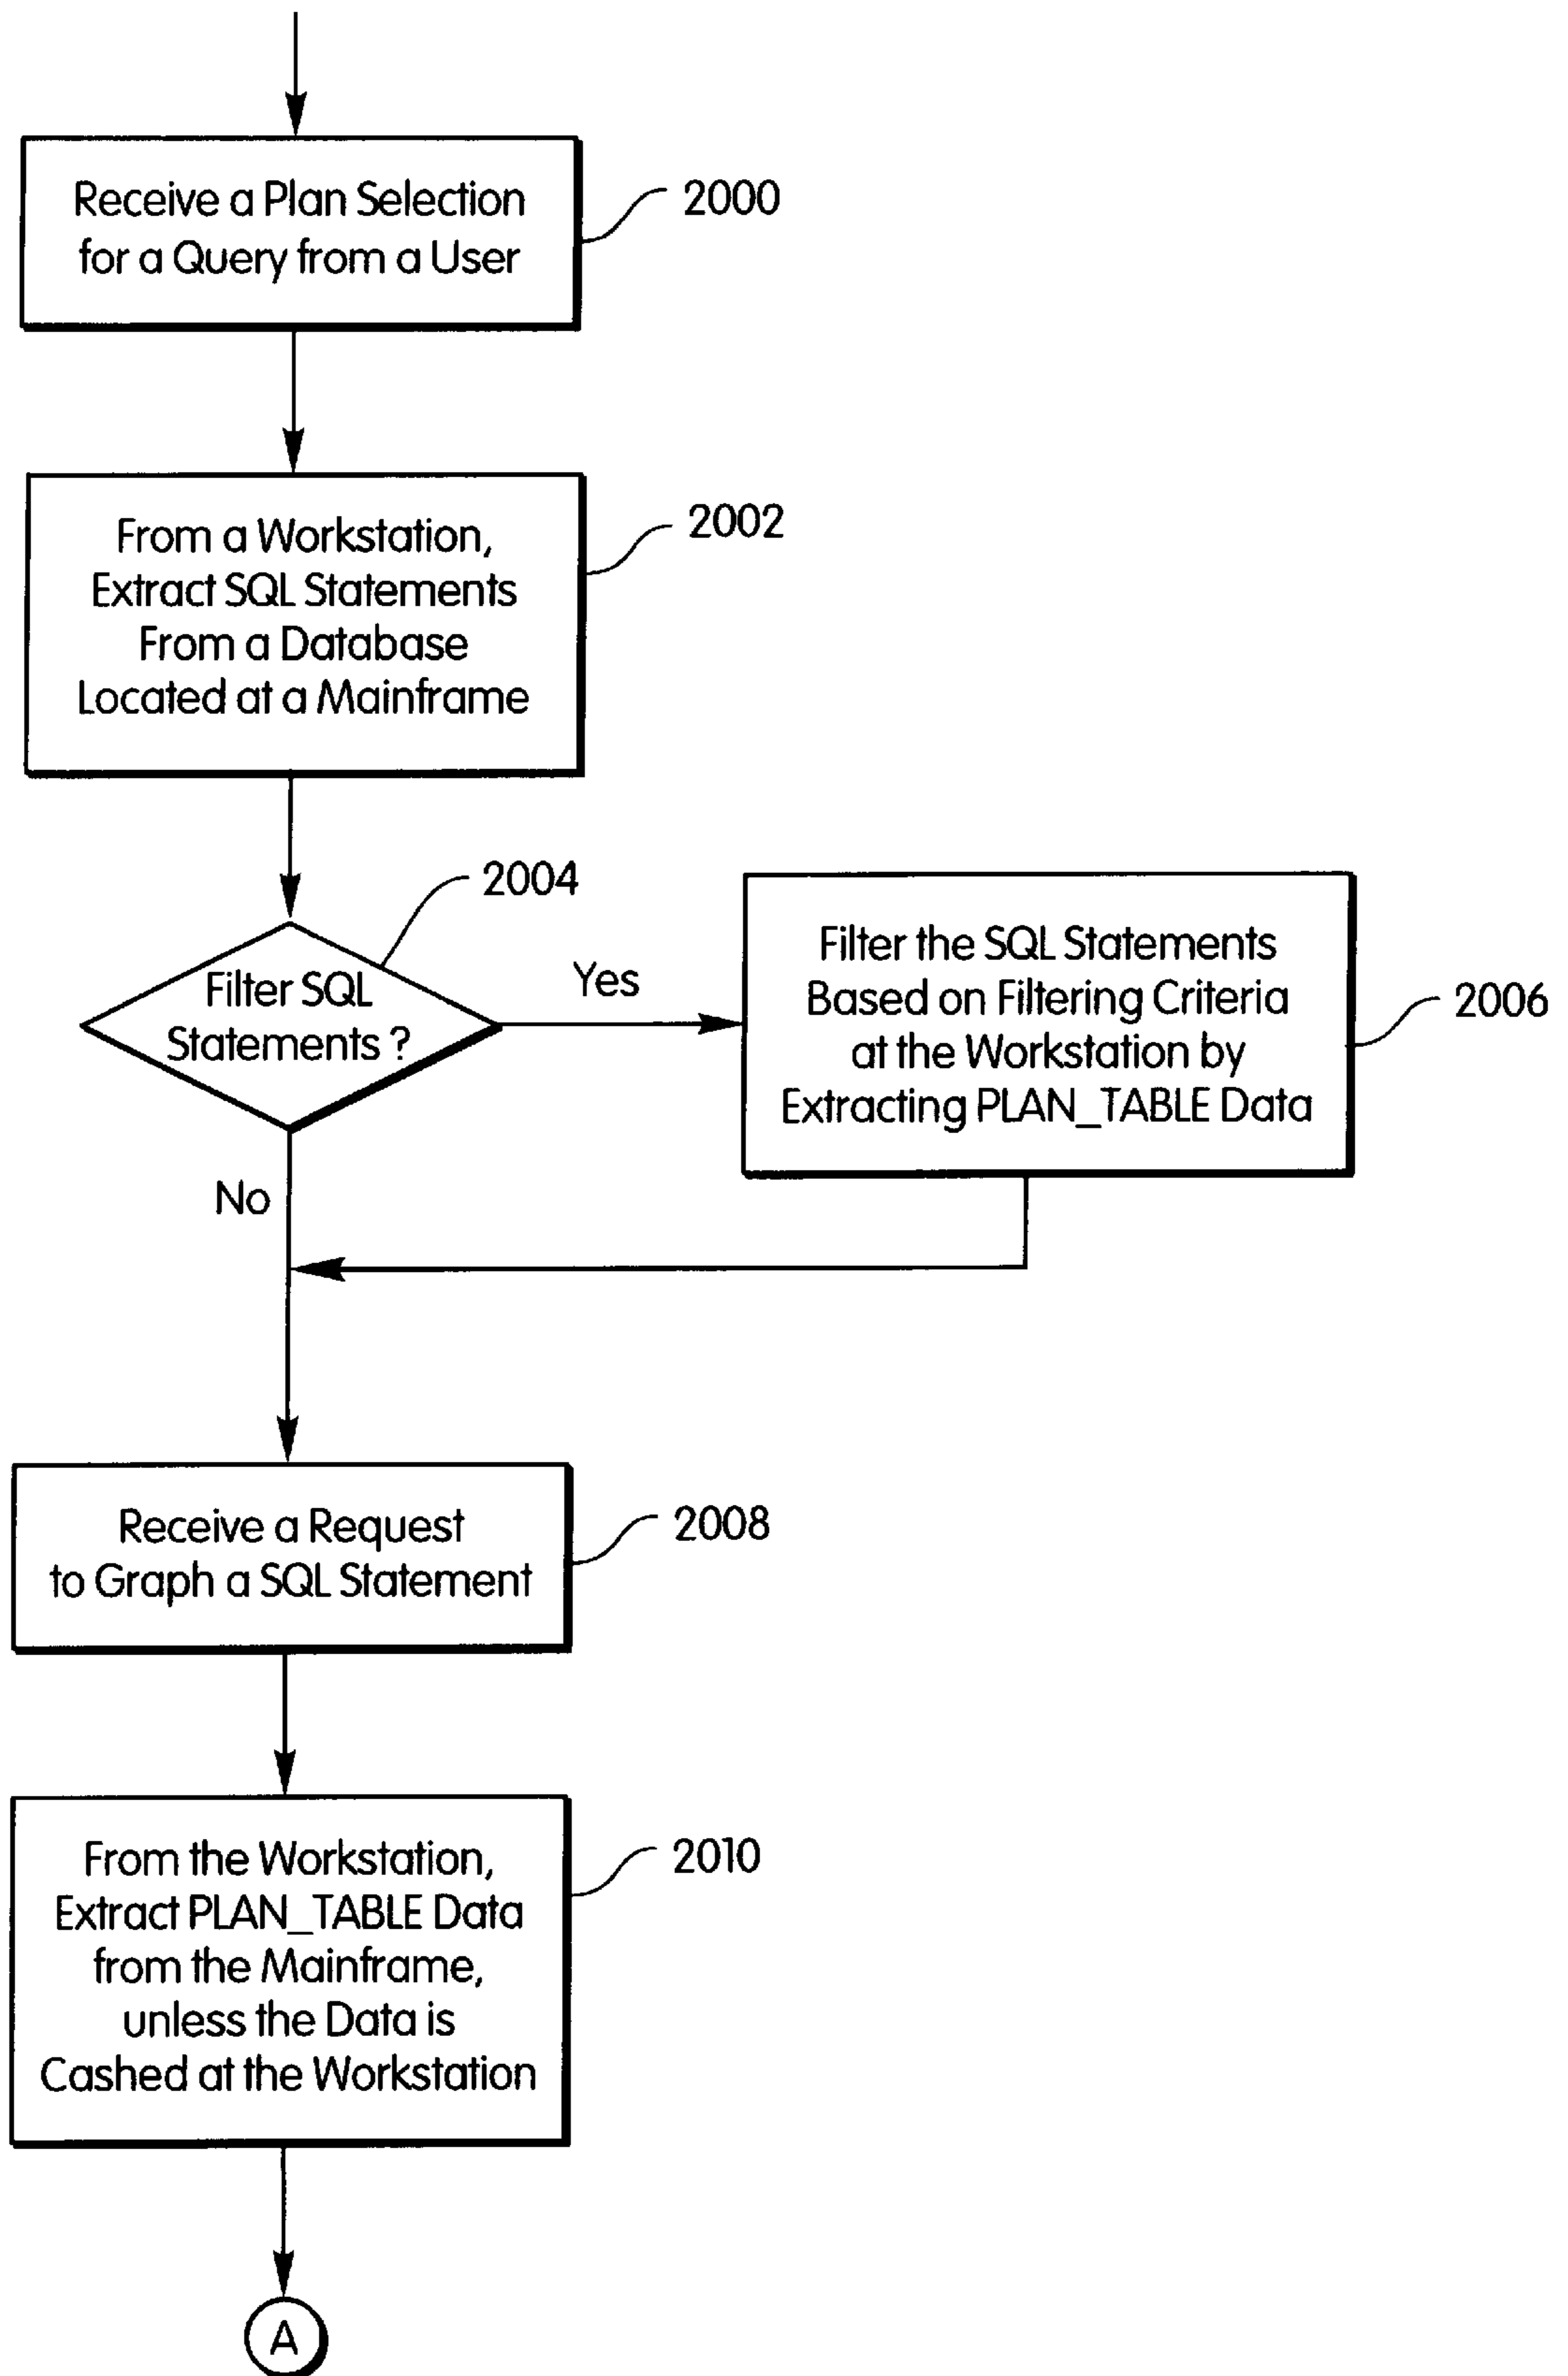 Receive a Plan Selection
for a Query from a User
2000
From a Workstation,
Extract SQL Statements
From a Database
Located at a Mainframe
2002
2004
Filter SQL
Statements ?
Yes
Filter the SQL Statements
Based on Filtering Criteria
at the Workstation by
Extracting PLAN_TABLE Data
2006
No
Receive a Request
to Graph a SQL Statement
2008
From the Workstation,
Extract PLAN_TABLE Data
from the Mainframe,
unless the Data is
Cashed at the Workstation
2010
A